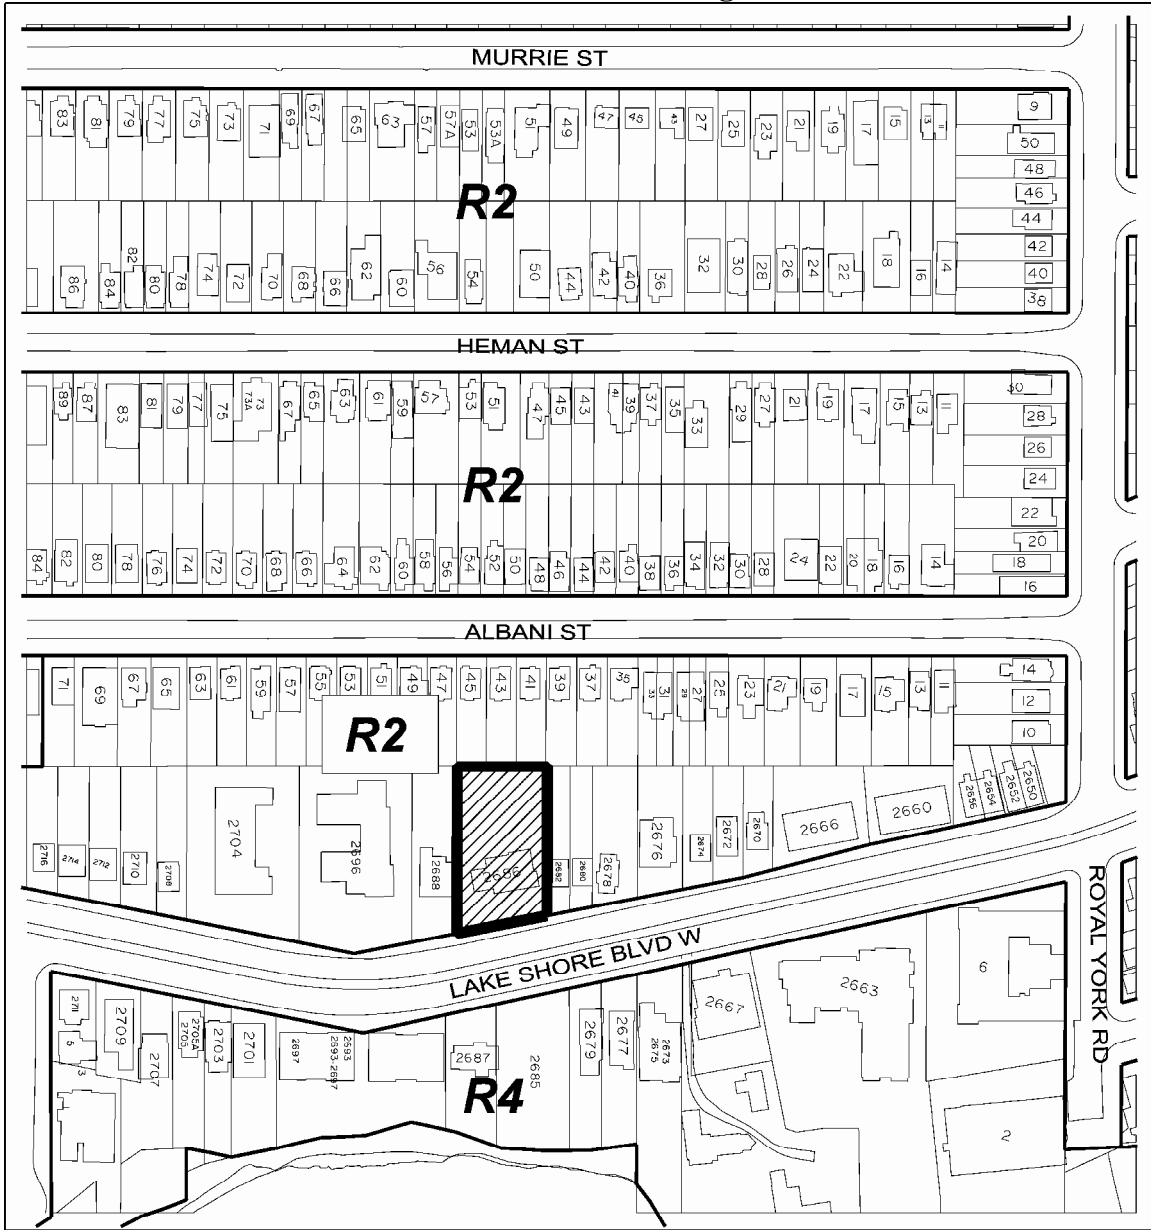 MURRIE ST
83 81 79 77 75 73 71 69 67 65 63 57 57A 53 53A 51 49 47 45 43 27 25 23 21 19 17 15 13 11 9
50
48
46
44
42
40
38
R2
86 84 82 80 78 74 72 70 68 66 62 60 56 54 50 44 42 40 36 32 30 28 26 24 22 18 16 14
HEMAN ST
89 87 83 81 79 77 75 73 73A 67 65 63 61 59 57 53 51 47 45 43 41 39 37 35 33 29 27 21 19 17 15 13 11 30
28
26
24
22
20
18
16
R2
84 82 80 78 76 74 72 70 68 66 64 62 60 58 56 54 52 50 48 46 44 42 40 38 36 34 32 30 28 24 22 20 18 16 14
ALBANI ST
71 69 67 65 63 61 59 57 55 53 51 49 47 45 43 41 39 37 35 33 31 29 27 25 23 21 19 17 15 13 11 14
12
10
R2
2716 2714 2712 2710 2708 2704 2696 2688 2686 2682 2680 2678 2676 2674 2672 2670 2666 2660 2656 2654 2652 2650
LAKE SHORE BLVD W
ROYAL YORK RD
2711 2709 2707 2705 2705A 2703 2701 2697 2693-2697 2693 2687 2685 2679 2677 2675 2673 2667 2663 6
5
3
R4
2